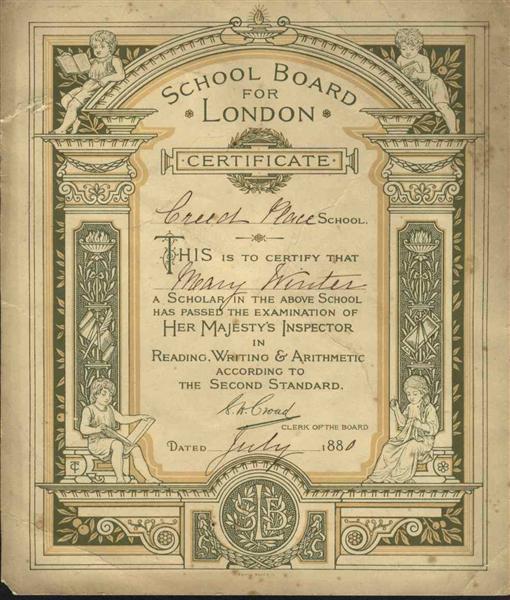 SCHOOL BOARD
FOR
LONDON
CERTIFICATE
Creed Place SCHOOL.
THIS IS TO CERTIFY THAT
Mary Winter
A SCHOLAR IN THE ABOVE SCHOOL
HAS PASSED THE EXAMINATION OF
HER MAJESTY'S INSPECTOR
IN
READING, WRITING & ARITHMETIC
ACCORDING TO
THE SECOND STANDARD.
CLERK OF THE BOARD
DATED July 1880
SLB